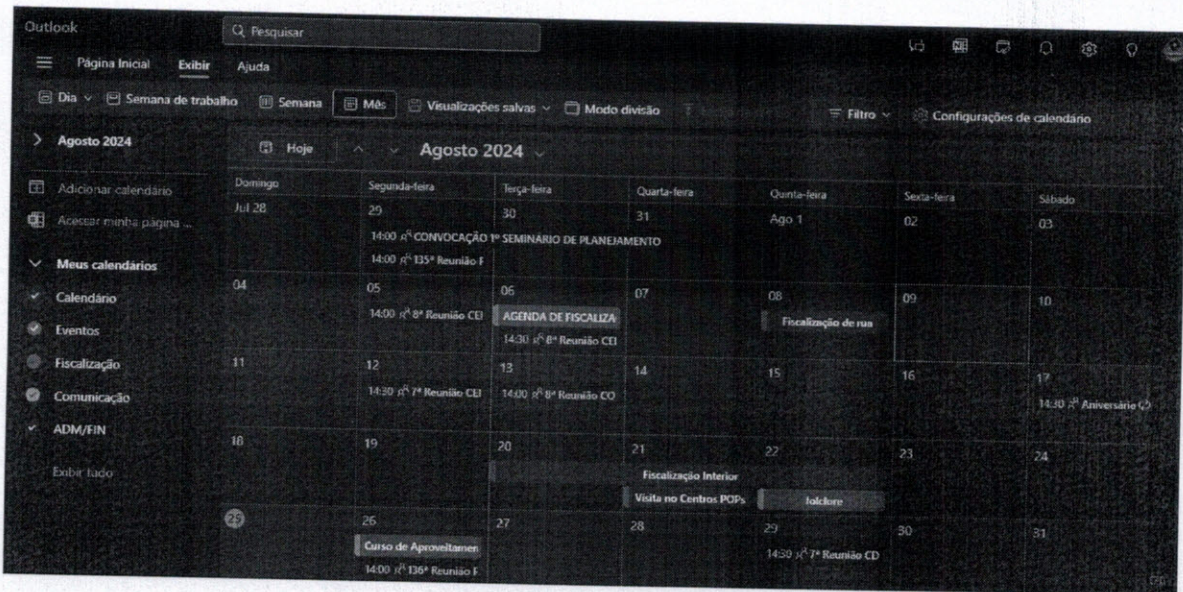 Outlook
Pesquisar
Página Inicial Exibir Ajuda
Dia Semana de trabalho Semana Mês Visualizações salvas Modo divisão Filtro Configurações de calendário
Agosto 2024
Hoje Agosto 2024
Adicionar calendário
Acessar minha página ...
Meus calendários
Calendário
Eventos
Fiscalização
Comunicação
ADM/FIN
Exibir tudo
Domingo Segunda-feira Terça-feira Quarta-feira Quinta-feira Sexta-feira Sábado
Jul 28 29 30 31 Ago 1 02 03
14:00 CONVOCAÇÃO 1º SEMINÁRIO DE PLANEJAMENTO
14:00 135ª Reunião F
04 05 06 07 08 09 10
14:00 8ª Reunião CEI AGENDA DE FISCALIZA Fiscalização de rua
14:30 8ª Reunião CEI
11 12 13 14 15 16 17
14:30 7ª Reunião CEI 14:00 8ª Reunião CO 14:30 Aniversário
18 19 20 21 22 23 24
Fiscalização Interior
Visita no Centros POPs folclore
25 26 27 28 29 30 31
Curso de Aproveitamen 14:30 7ª Reunião CD
14:00 136ª Reunião F